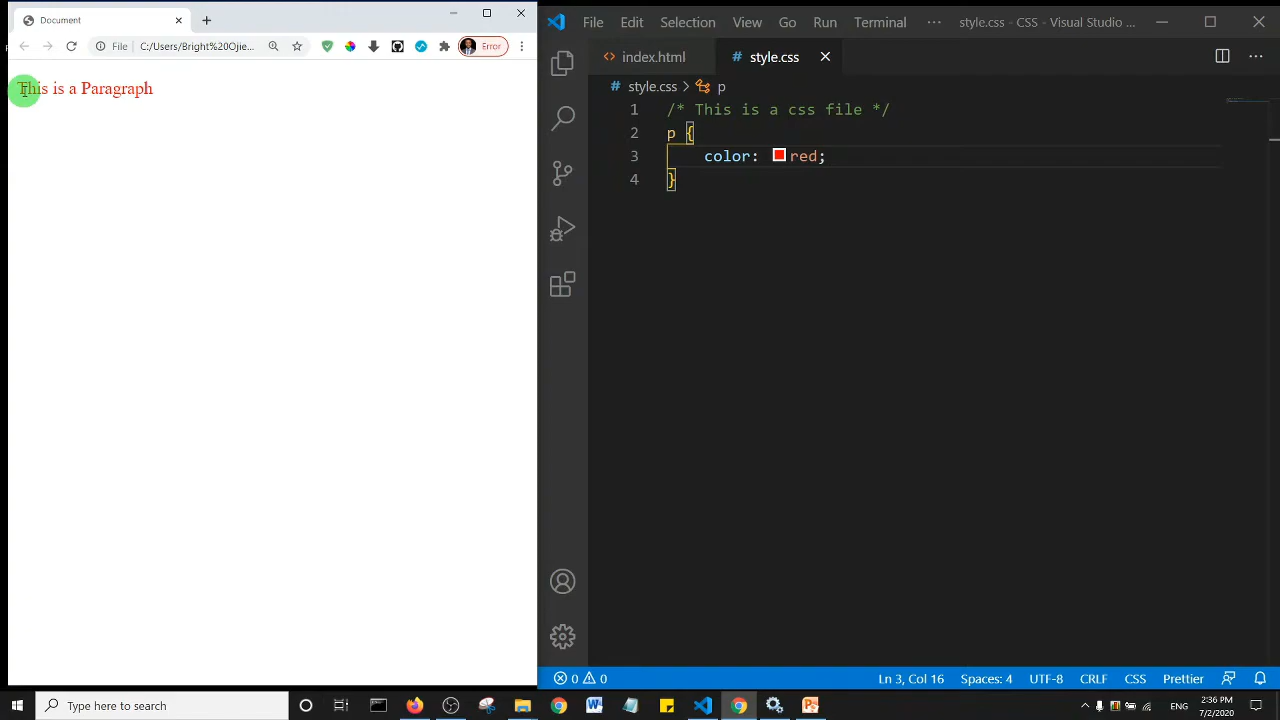 Document
File C:/Users/Bright%20Ojie... Error
This is a Paragraph
File Edit Selection View Go Run Terminal ··· style.css - CSS - Visual Studio ...
index.html # style.css
# style.css > p
1 /* This is a css file */
2 p {
3 color: red;
4 }
0 0 Ln 3, Col 16 Spaces: 4 UTF-8 CRLF CSS Prettier
Type here to search
ENG 2:36 PM
7/2/2020